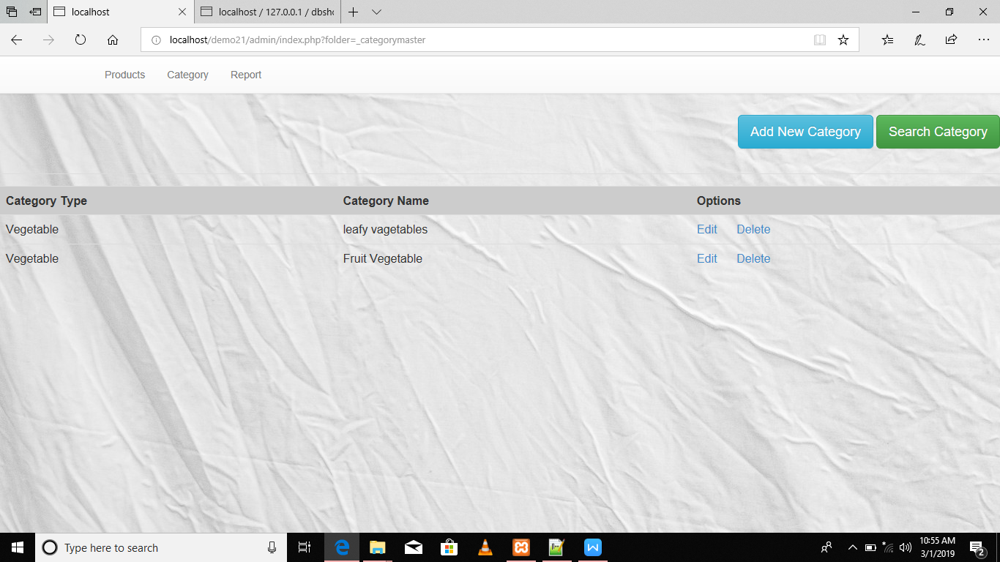 localhost
localhost / 127.0.0.1 / dbsho
localhost/demo21/admin/index.php?folder=_categorymaster
Products Category Report
Add New Category Search Category
Category Type Category Name Options
Vegetable leafy vagetables Edit Delete
Vegetable Fruit Vegetable Edit Delete
Type here to search
10:55 AM
3/1/2019
2